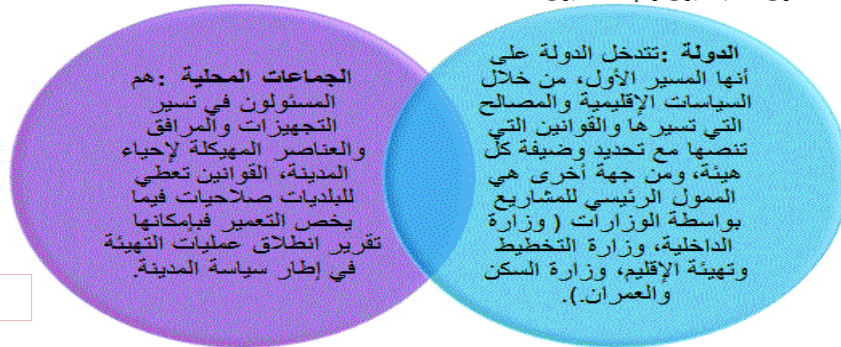 الدولة :تتدخل الدولة على
أنها المسير الأول، من خلال
السياسات الإقليمية والمصالح
التي تسيرها والقوانين التي
تنصها مع تحديد وضيفة كل
هيئة، ومن جهة أخرى هي
الممول الرئيسي للمشاريع
بواسطة الوزارات ( وزارة
الداخلية، وزارة التخطيط
وتهيئة الإقليم، وزارة السكن
والعمران.).
الجماعات المحلية :هم
المسئولون في تسير
التجهيزات والمرافق
والعناصر المهيكلة لإحياء
المدينة، القوانين تعطي
للبلديات صلاحيات فيما
يخص التعمير فبإمكانها
تقرير انطلاق عمليات التهيئة
في إطار سياسة المدينة.